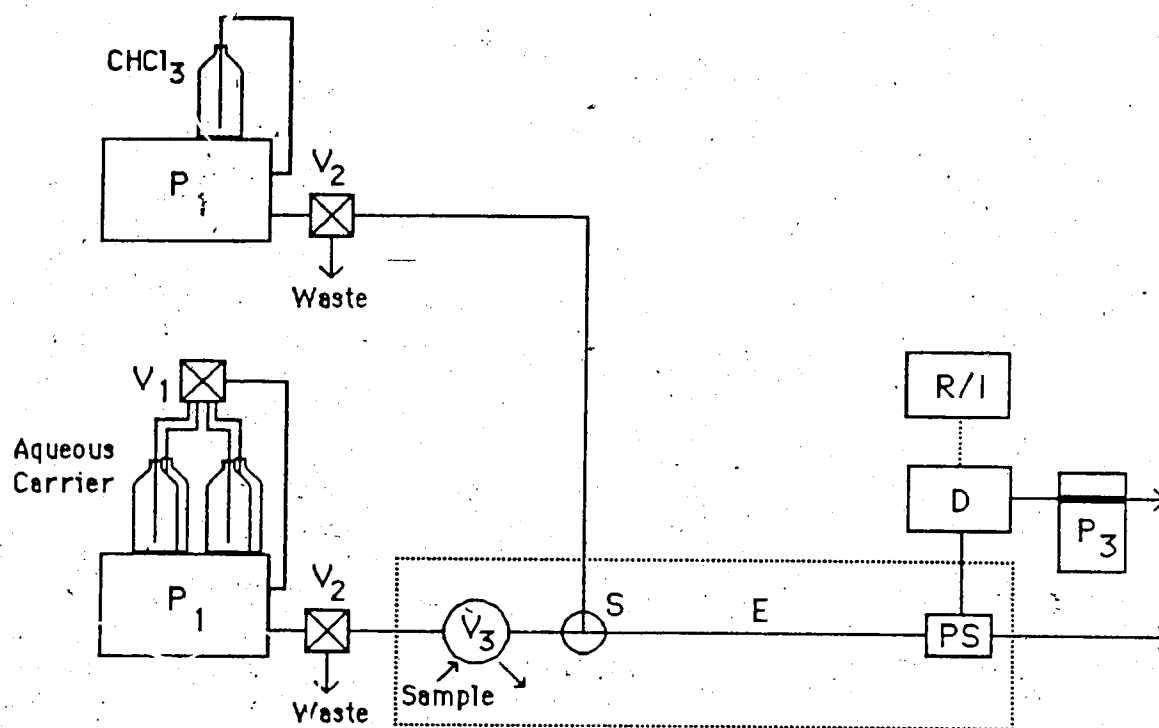 CHCl3
P1
V2
Waste
V1
Aqueous
Carrier
P1
V2
Waste
V3
Sample
S
E
PS
D
R/I
P3